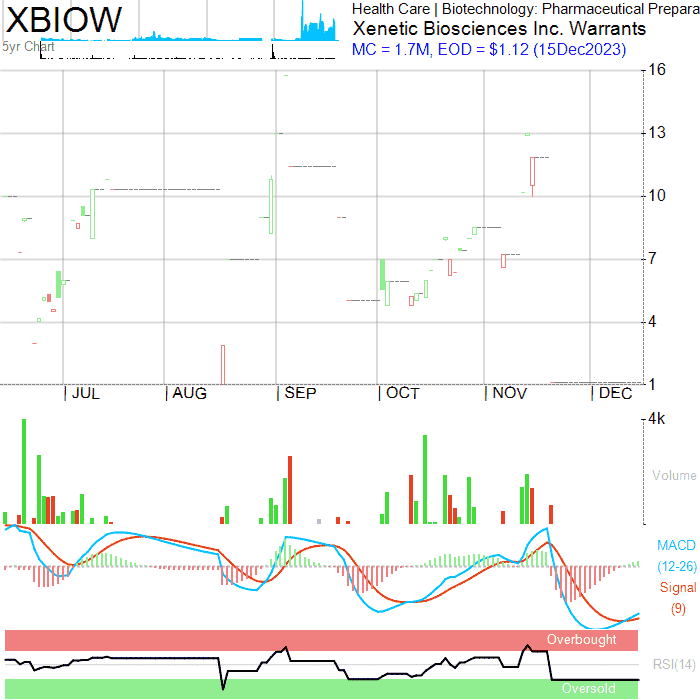 XBIOW
Health Care | Biotechnology: Pharmaceutical Prepara
Xenetic Biosciences Inc. Warrants
5yr Chart
MC = 1.7M, EOD = $1.12 (15Dec2023)
16
13
10
7
4
1
| JUL | AUG | SEP | OCT | NOV | DEC
4k
Volume
MACD
(12-26)
Signal
(9)
Overbought
RSI(14)
Oversold